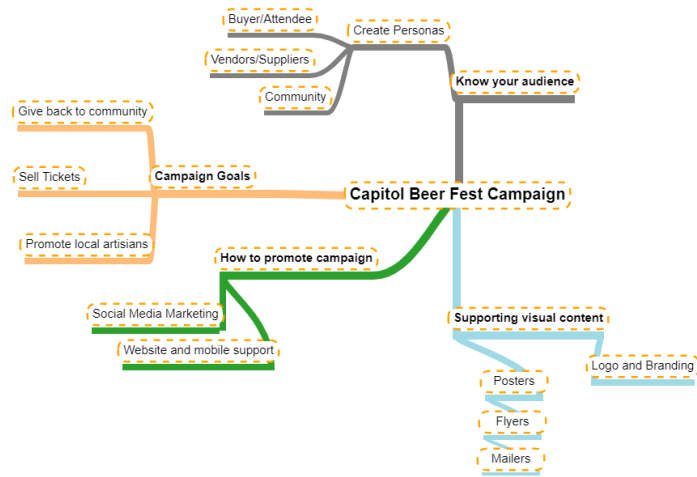 Buyer/Attendee
Create Personas
Vendors/Suppliers
Community
Know your audience
Give back to community
Sell Tickets
Campaign Goals
Promote local artisians
Capitol Beer Fest Campaign
How to promote campaign
Social Media Marketing
Website and mobile support
Supporting visual content
Logo and Branding
Posters
Flyers
Mailers